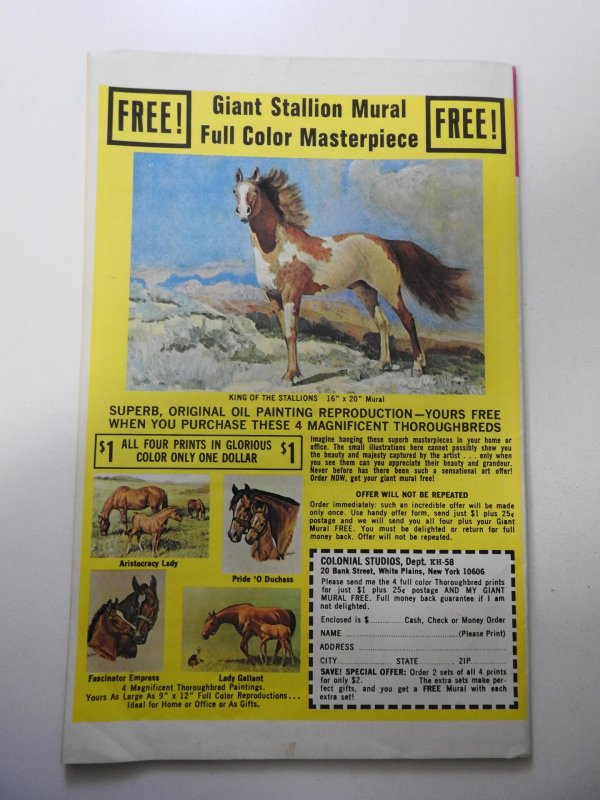 FREE!
Giant Stallion Mural
Full Color Masterpiece
FREE!
KING OF THE STALLIONS 16" x 20" Mural
SUPERB, ORIGINAL OIL PAINTING REPRODUCTION—YOURS FREE
WHEN YOU PURCHASE THESE 4 MAGNIFICENT THOROUGHBREDS
$1 ALL FOUR PRINTS IN GLORIOUS $1
COLOR ONLY ONE DOLLAR
Aristocracy Lady
Pride 'O Duchess
Fascinator Empress
Lady Gallant
4 Magnificent Thoroughbred Paintings.
Yours As Large As 9" x 12" Full Color Reproductions...
Ideal for Home or Office or As Gifts.
Imagine hanging these superb masterpieces in your home or
office. The small illustrations here cannot possibly show you
the beauty and majesty captured by the artist . . . only when
you see them can you appreciate their beauty and grandeur.
Never before has there been such a sensational art offer!
Order NOW, get your giant mural free!
OFFER WILL NOT BE REPEATED
Order immediately: such an incredible offer will be made
only once. Use handy offer form, send just $1 plus 25¢
postage and we will send you all four plus your Giant
Mural FREE. You must be delighted or return for full
money back. Offer will not be repeated.
COLONIAL STUDIOS, Dept. KH-58
20 Bank Street, White Plains, New York 10606
Please send me the 4 full color Thoroughbred prints
for just $1 plus 25¢ postage AND MY GIANT
MURAL FREE. Full money back guarantee if I am
not delighted.
Enclosed is $........... Cash, Check or Money Order
NAME (Please Print)
ADDRESS
CITY STATE ZIP
SAVE! SPECIAL OFFER: Order 2 sets of all 4 prints
for only $2. The extra sets make per-
fect gifts, and you get a FREE Mural with each
extra set!